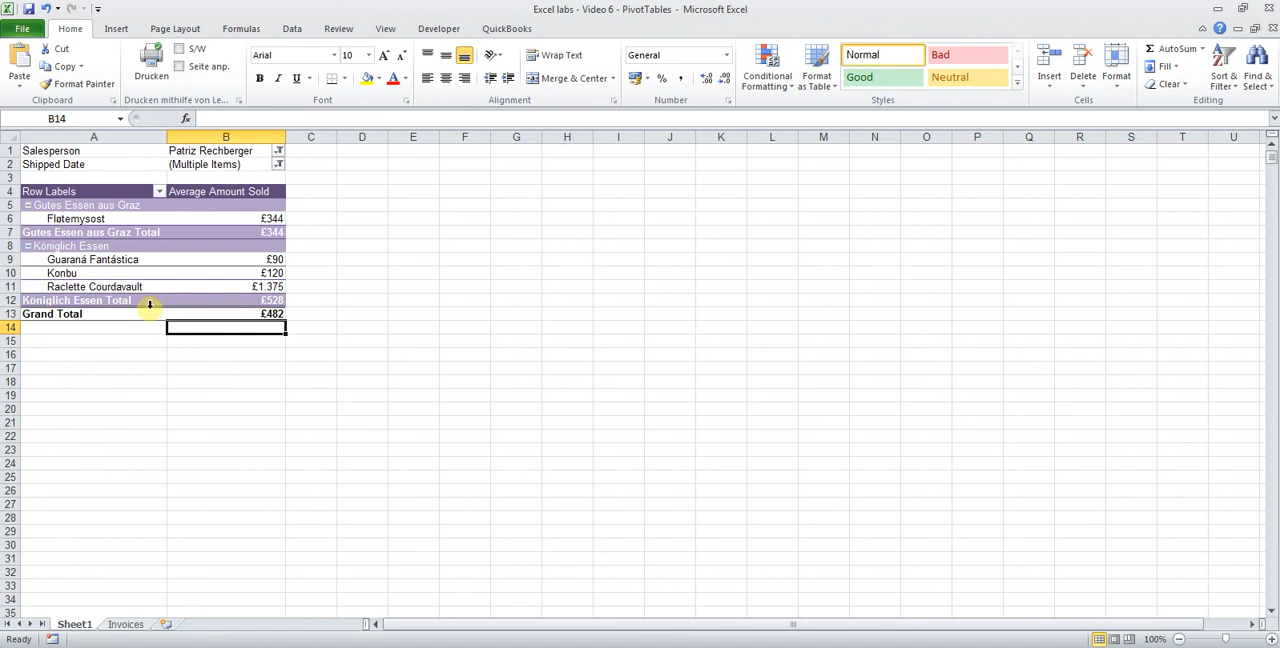 Excel labs - Video 6 - PivotTables - Microsoft Excel
File Home Insert Page Layout Formulas Data Review View Developer QuickBooks
Paste
Cut
Copy
Format Painter
Clipboard
Drucken
S/W
Seite anp.
Drucken mithilfe von Le...
Arial 10
B I U
Font
Wrap Text
Merge & Center
Alignment
General
%
Number
Conditional Formatting
Format as Table
Normal Bad
Good Neutral
Styles
Insert Delete Format
Cells
Σ AutoSum
Fill
Clear
Sort & Filter
Find & Select
Editing
B14 fx
A B C D E F G H I J K L M N O P Q R S T U
1 Salesperson Patriz Rechberger
2 Shipped Date (Multiple Items)
3
4 Row Labels Average Amount Sold
5 Gutes Essen aus Graz
6 Fløtemysost £344
7 Gutes Essen aus Graz Total £344
8 Königlich Essen
9 Guaraná Fantástica £90
10 Konbu £120
11 Raclette Courdavault £1.375
12 Königlich Essen Total £528
13 Grand Total £482
14
15
16
17
18
19
20
21
22
23
24
25
26
27
28
29
30
31
32
33
34
35
Sheet1 Invoices
Ready 100%